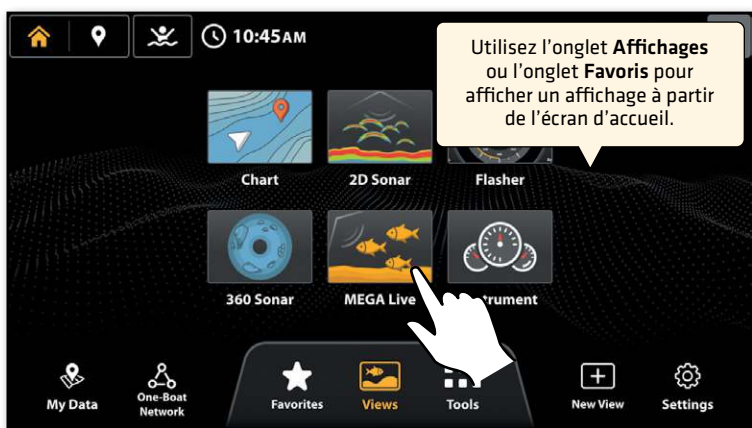 10:45AM
Utilisez l'onglet Affichages
ou l'onglet Favoris pour
afficher un affichage à partir
de l'écran d'accueil.
Chart
2D Sonar
Flasher
360 Sonar
MEGA Live
trument
My Data
One-Boat
Network
Favorites
Views
Tools
New View
Settings